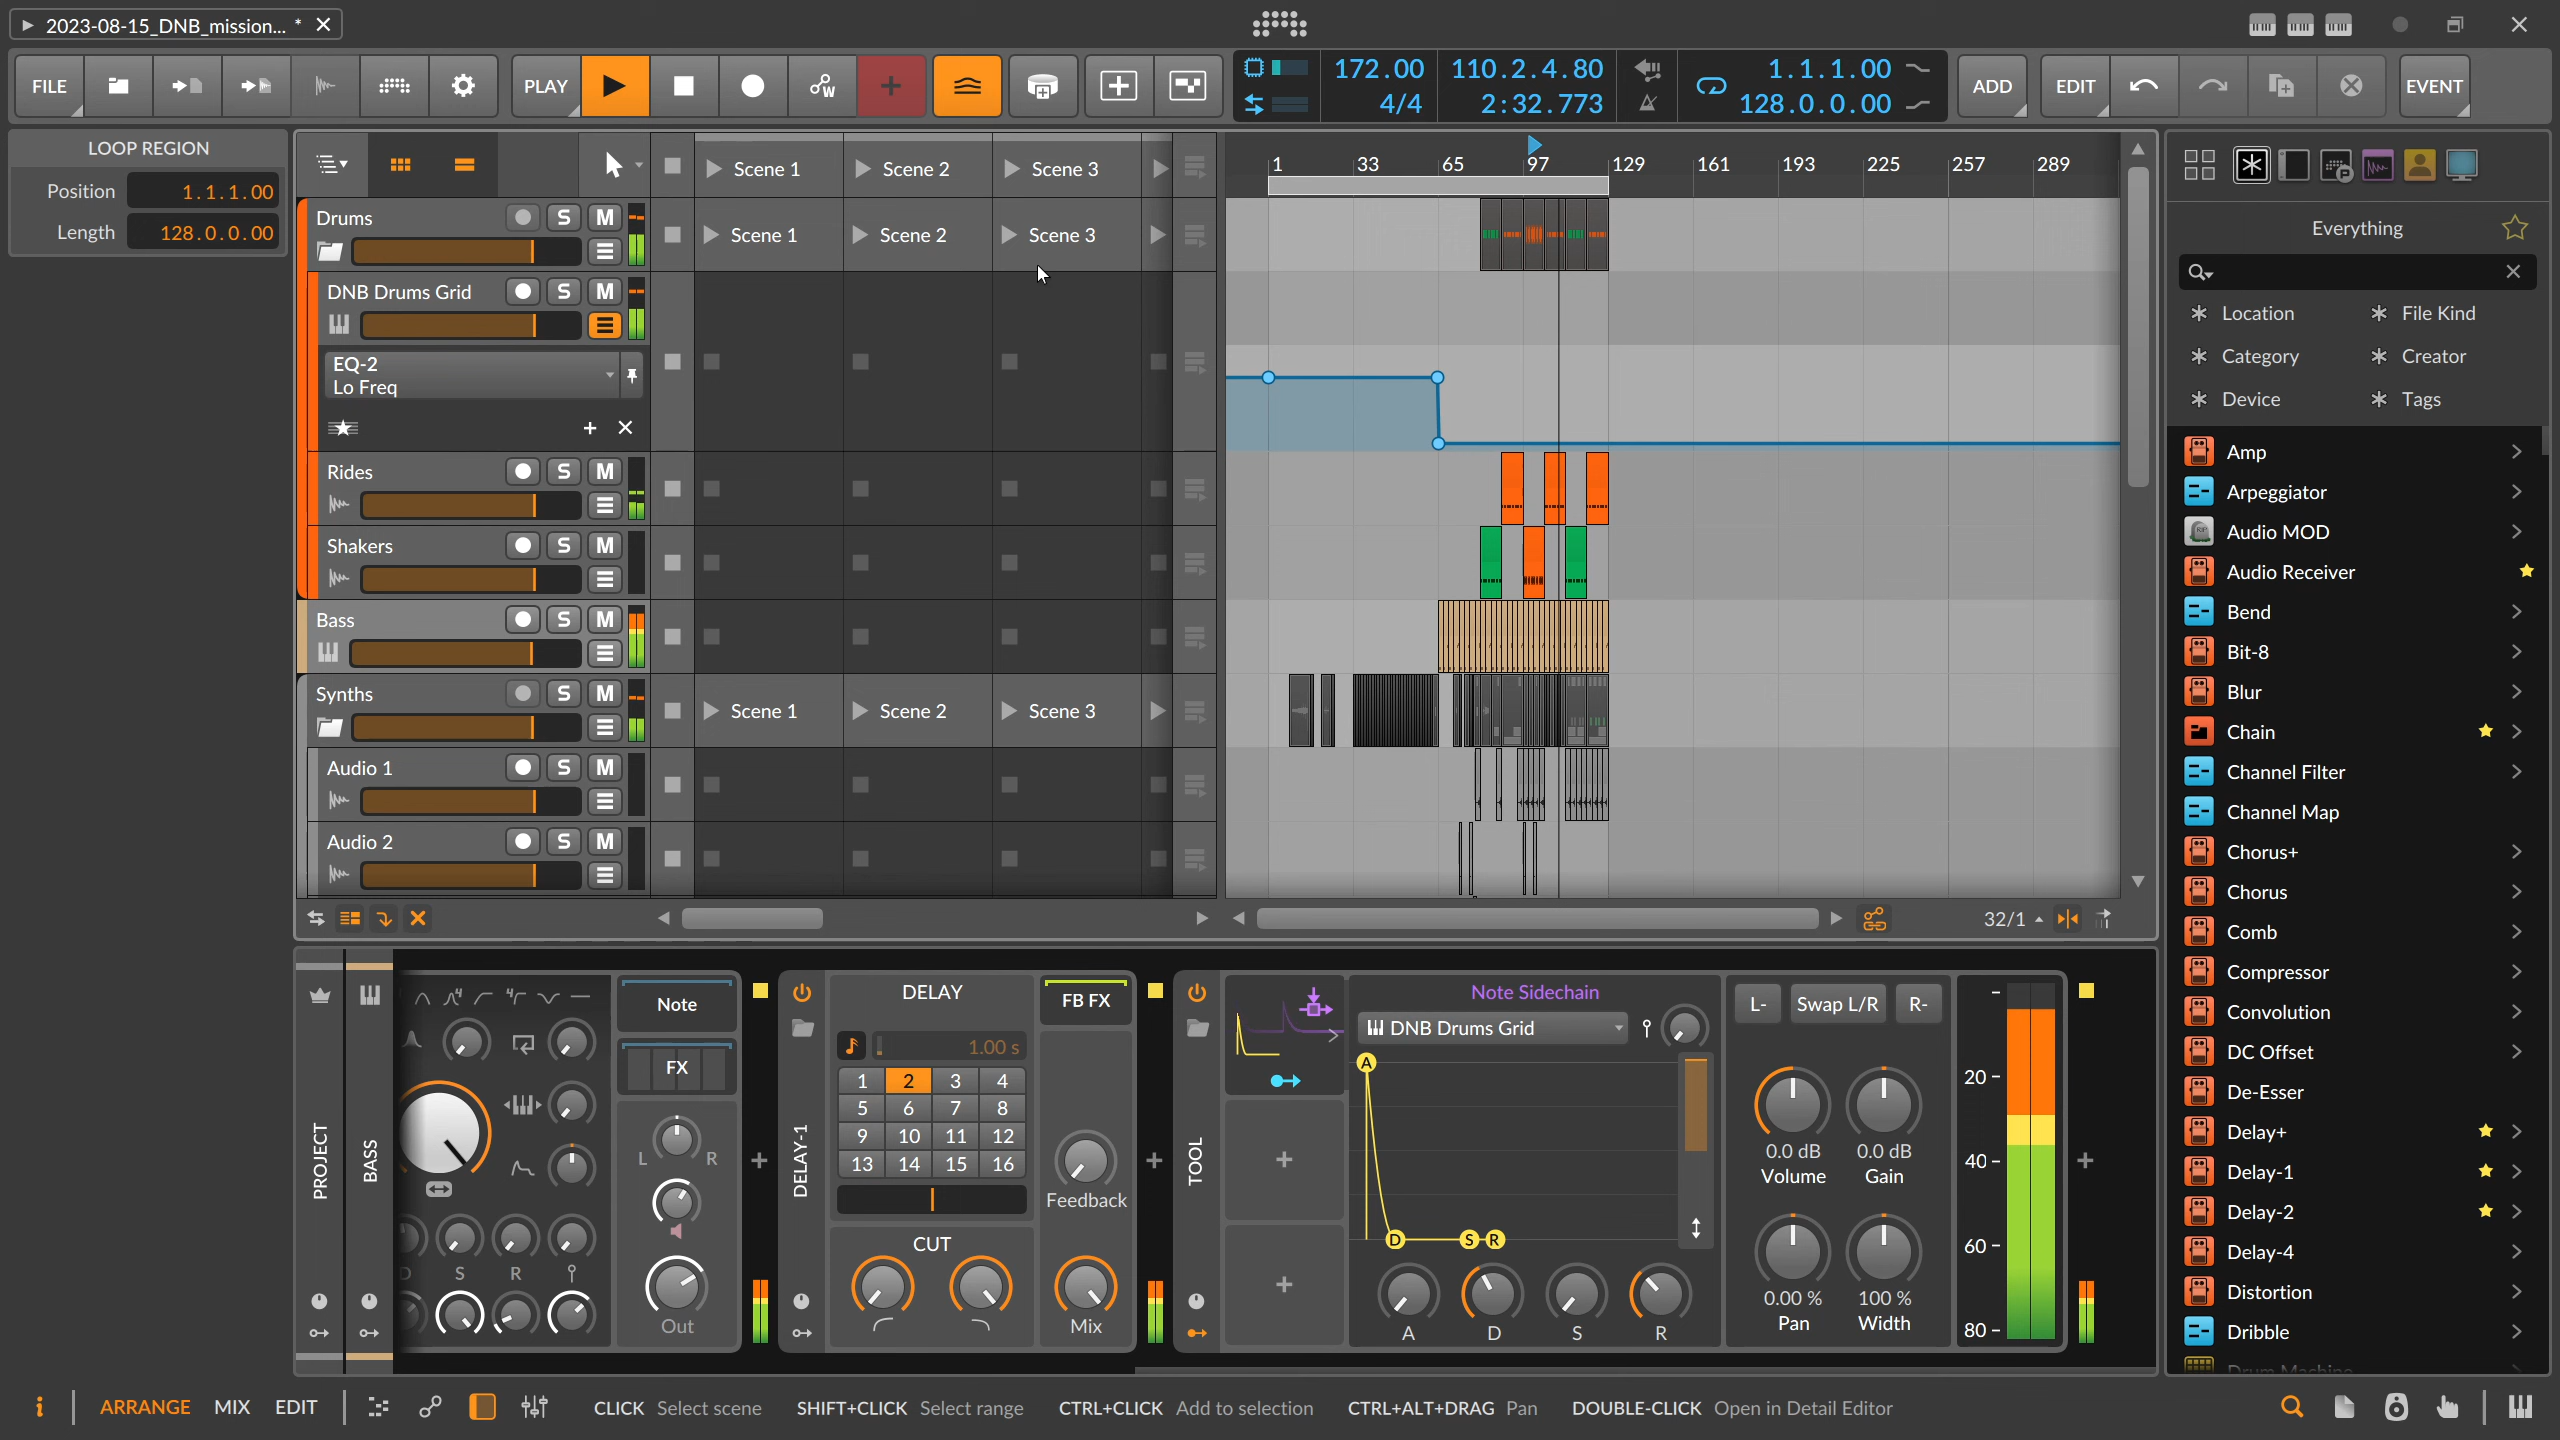 2023-08-15_DNB_mission... *
FILE
PLAY
172.00
4/4
110.2.4.80
2:32.773
1.1.1.00
128.0.0.00
ADD
EDIT
EVENT
LOOP REGION
Position 1.1.1.00
Length 128.0.0.00
Scene 1
Scene 2
Scene 3
1 33 65 97 129 161 193 225 257 289
Drums S M
Scene 1
Scene 2
Scene 3
DNB Drums Grid S M
EQ-2
Lo Freq
Rides S M
Shakers S M
Bass S M
Synths S M
Scene 1
Scene 2
Scene 3
Audio 1 S M
Audio 2 S M
32/1
Everything
Location
File Kind
Category
Creator
Device
Tags
Amp
Arpeggiator
Audio MOD
Audio Receiver
Bend
Bit-8
Blur
Chain
Channel Filter
Channel Map
Chorus+
Chorus
Comb
Compressor
Convolution
DC Offset
De-Esser
Delay+
Delay-1
Delay-2
Delay-4
Distortion
Dribble
Drum Machine
PROJECT
BASS
D S R
Note
FX
L R
Out
DELAY-1
DELAY
1.00 s
1 2 3 4
5 6 7 8
9 10 11 12
13 14 15 16
CUT
FB FX
Feedback
Mix
TOOL
Note Sidechain
DNB Drums Grid
A
D S R
A D S R
L- Swap L/R R-
0.0 dB
Volume
0.0 dB
Gain
0.00 %
Pan
100 %
Width
20
40
60
80
ARRANGE MIX EDIT
CLICK Select scene
SHIFT+CLICK Select range
CTRL+CLICK Add to selection
CTRL+ALT+DRAG Pan
DOUBLE-CLICK Open in Detail Editor